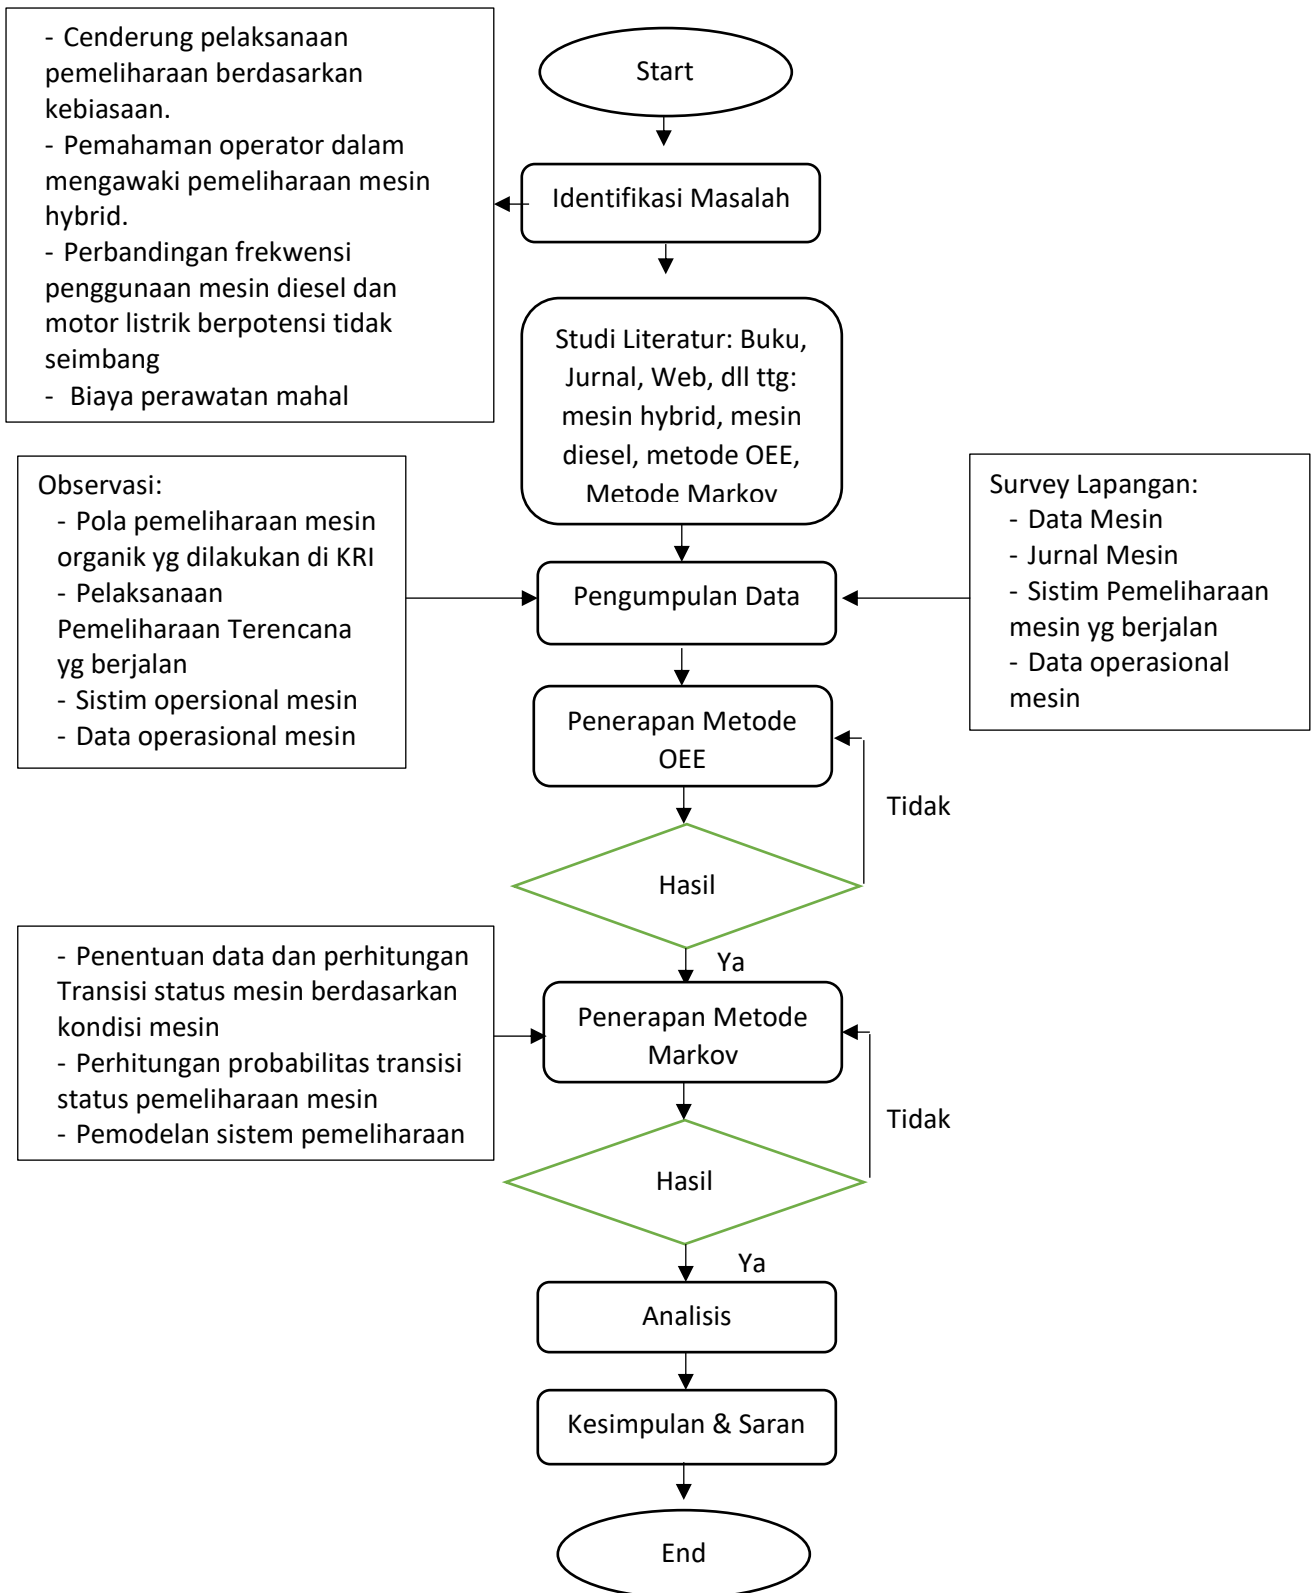 - Cenderung pelaksanaan
pemeliharaan berdasarkan
kebiasaan.
- Pemahaman operator dalam
mengawaki pemeliharaan mesin
hybrid.
- Perbandingan frekwensi
penggunaan mesin diesel dan
motor listrik berpotensi tidak
seimbang
- Biaya perawatan mahal
Start
Identifikasi Masalah
Studi Literatur: Buku,
Jurnal, Web, dll ttg:
mesin hybrid, mesin
diesel, metode OEE,
Metode Markov
Observasi:
- Pola pemeliharaan mesin
organik yg dilakukan di KRI
- Pelaksanaan
Pemeliharaan Terencana
yg berjalan
- Sistim opersional mesin
- Data operasional mesin
Pengumpulan Data
Survey Lapangan:
- Data Mesin
- Jurnal Mesin
- Sistim Pemeliharaan
mesin yg berjalan
- Data operasional
mesin
Penerapan Metode
OEE
Tidak
Hasil
Ya
- Penentuan data dan perhitungan
Transisi status mesin berdasarkan
kondisi mesin
- Perhitungan probabilitas transisi
status pemeliharaan mesin
- Pemodelan sistem pemeliharaan
Penerapan Metode
Markov
Tidak
Hasil
Ya
Analisis
Kesimpulan & Saran
End